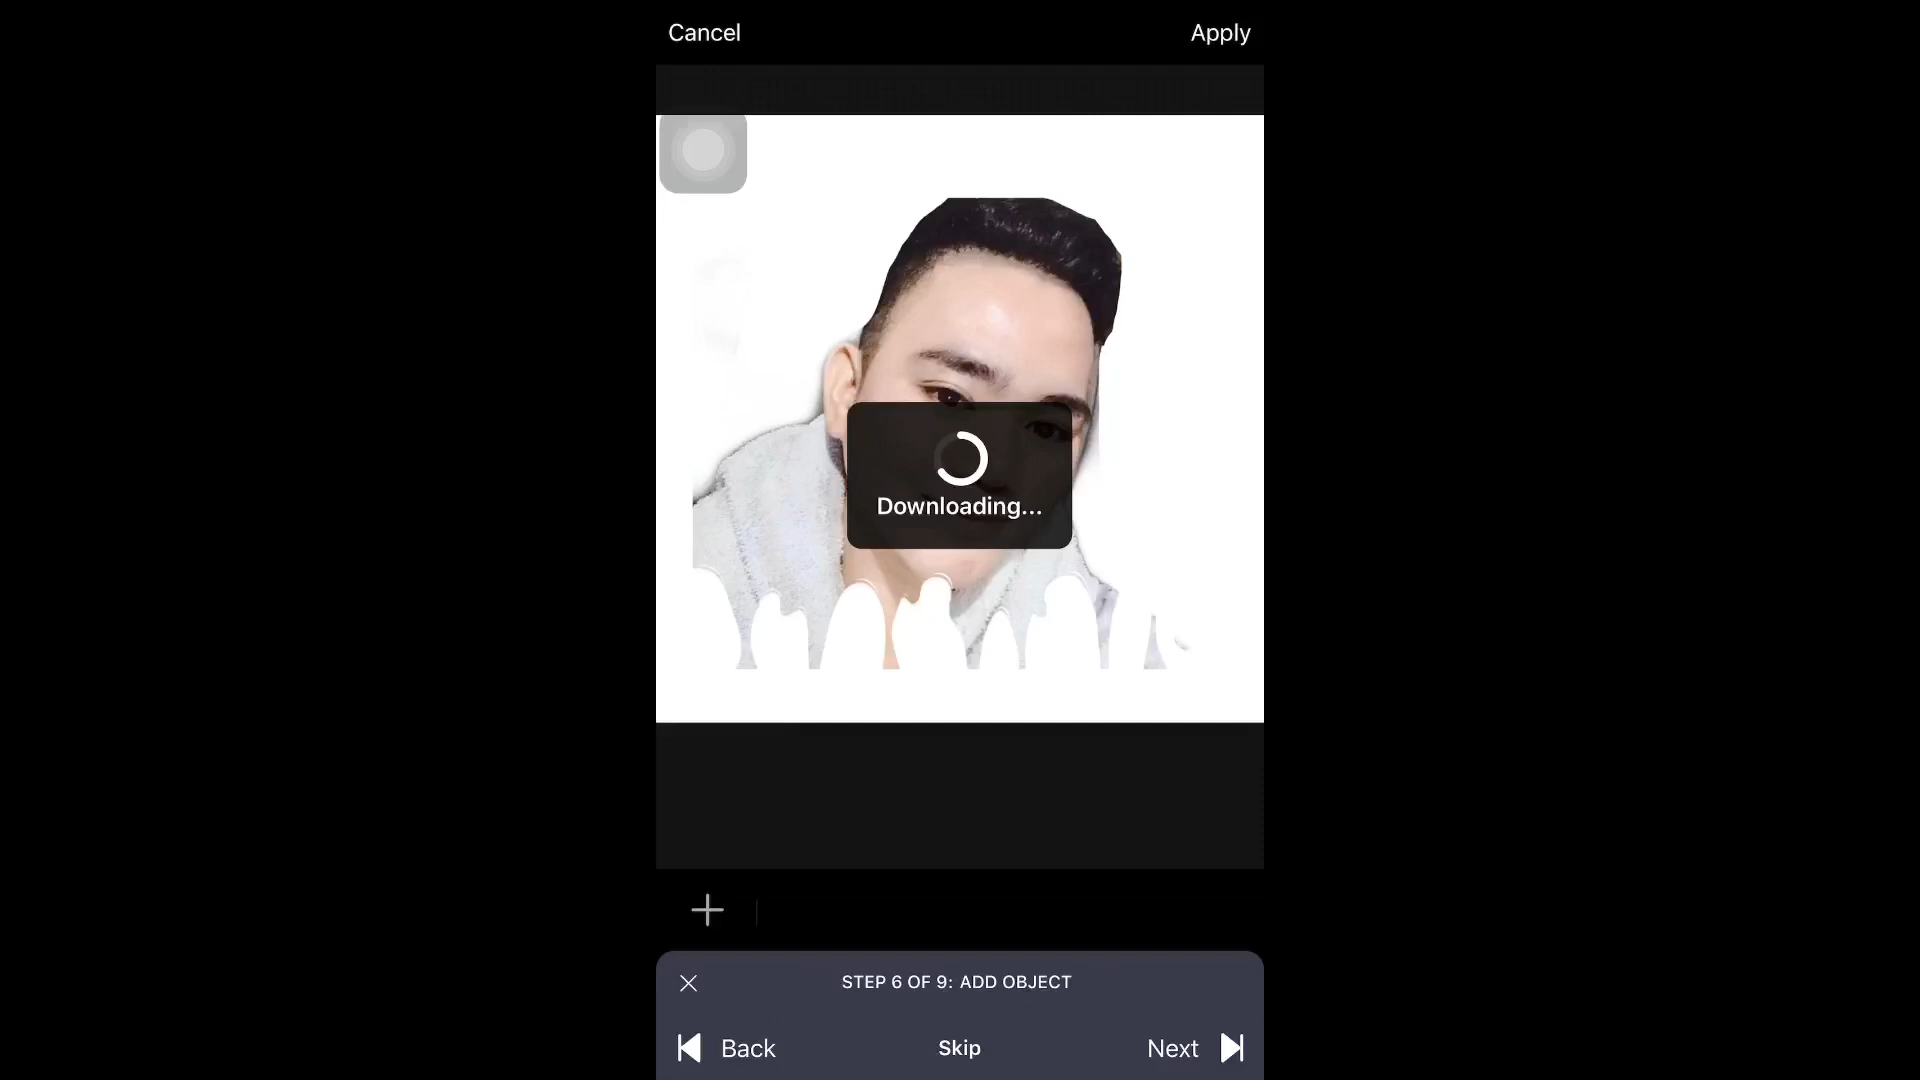 Cancel
Apply
Downloading...
STEP 6 OF 9: ADD OBJECT
Back
Skip
Next